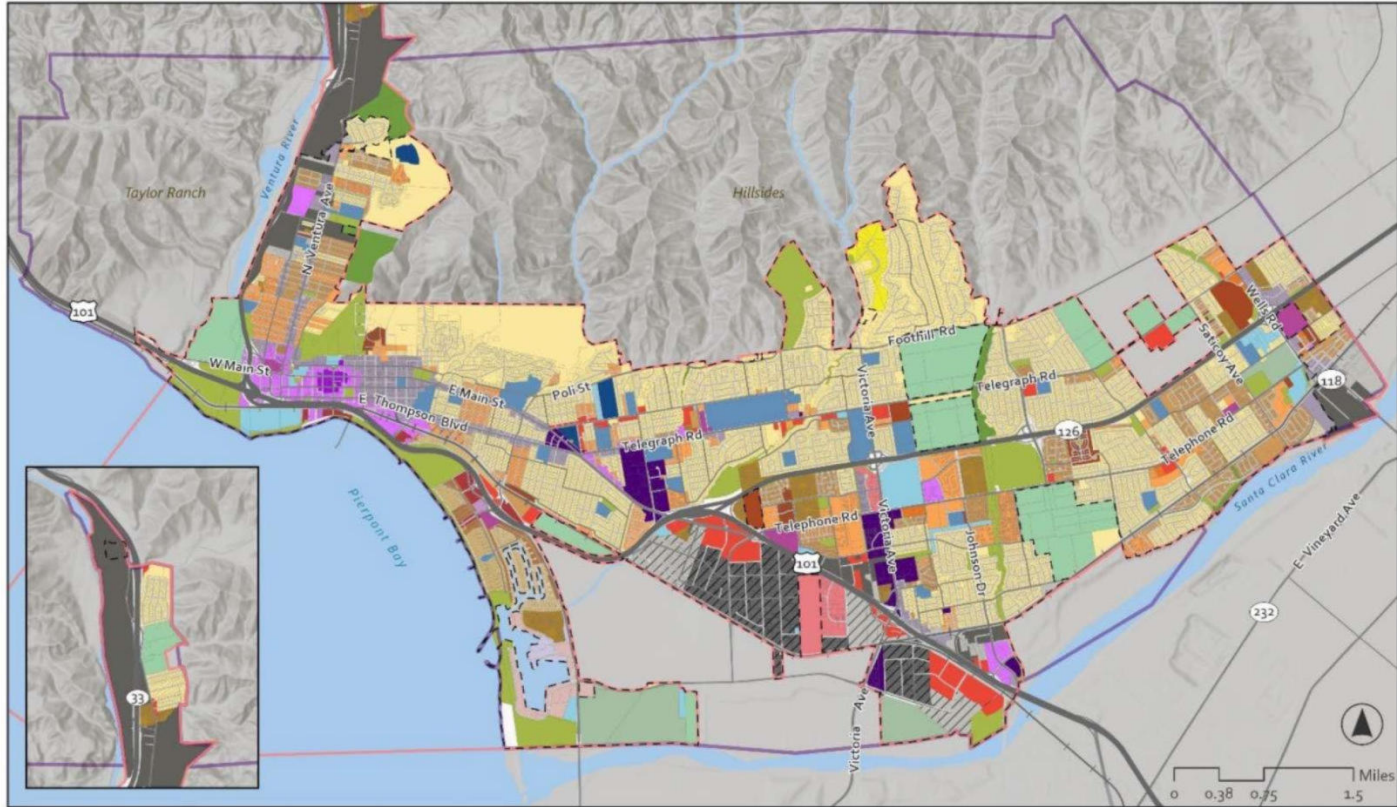 Ventura River
Taylor Ranch
Hillsides
N Ventura Ave
101
Foothill Rd
Wells Rd
Saticoy Ave
W Main St
E Main St
Poli St
Victoria Ave
Telegraph Rd
118
E Thompson Blvd
Telegraph Rd
126
Telephone Rd
Santa Clara River
Pierpont Bay
Telephone Rd
Victoria Ave
Johnson Dr
101
E Vineyard Ave
232
33
Victoria Ave
Miles
0 0.38 0.75 1.5